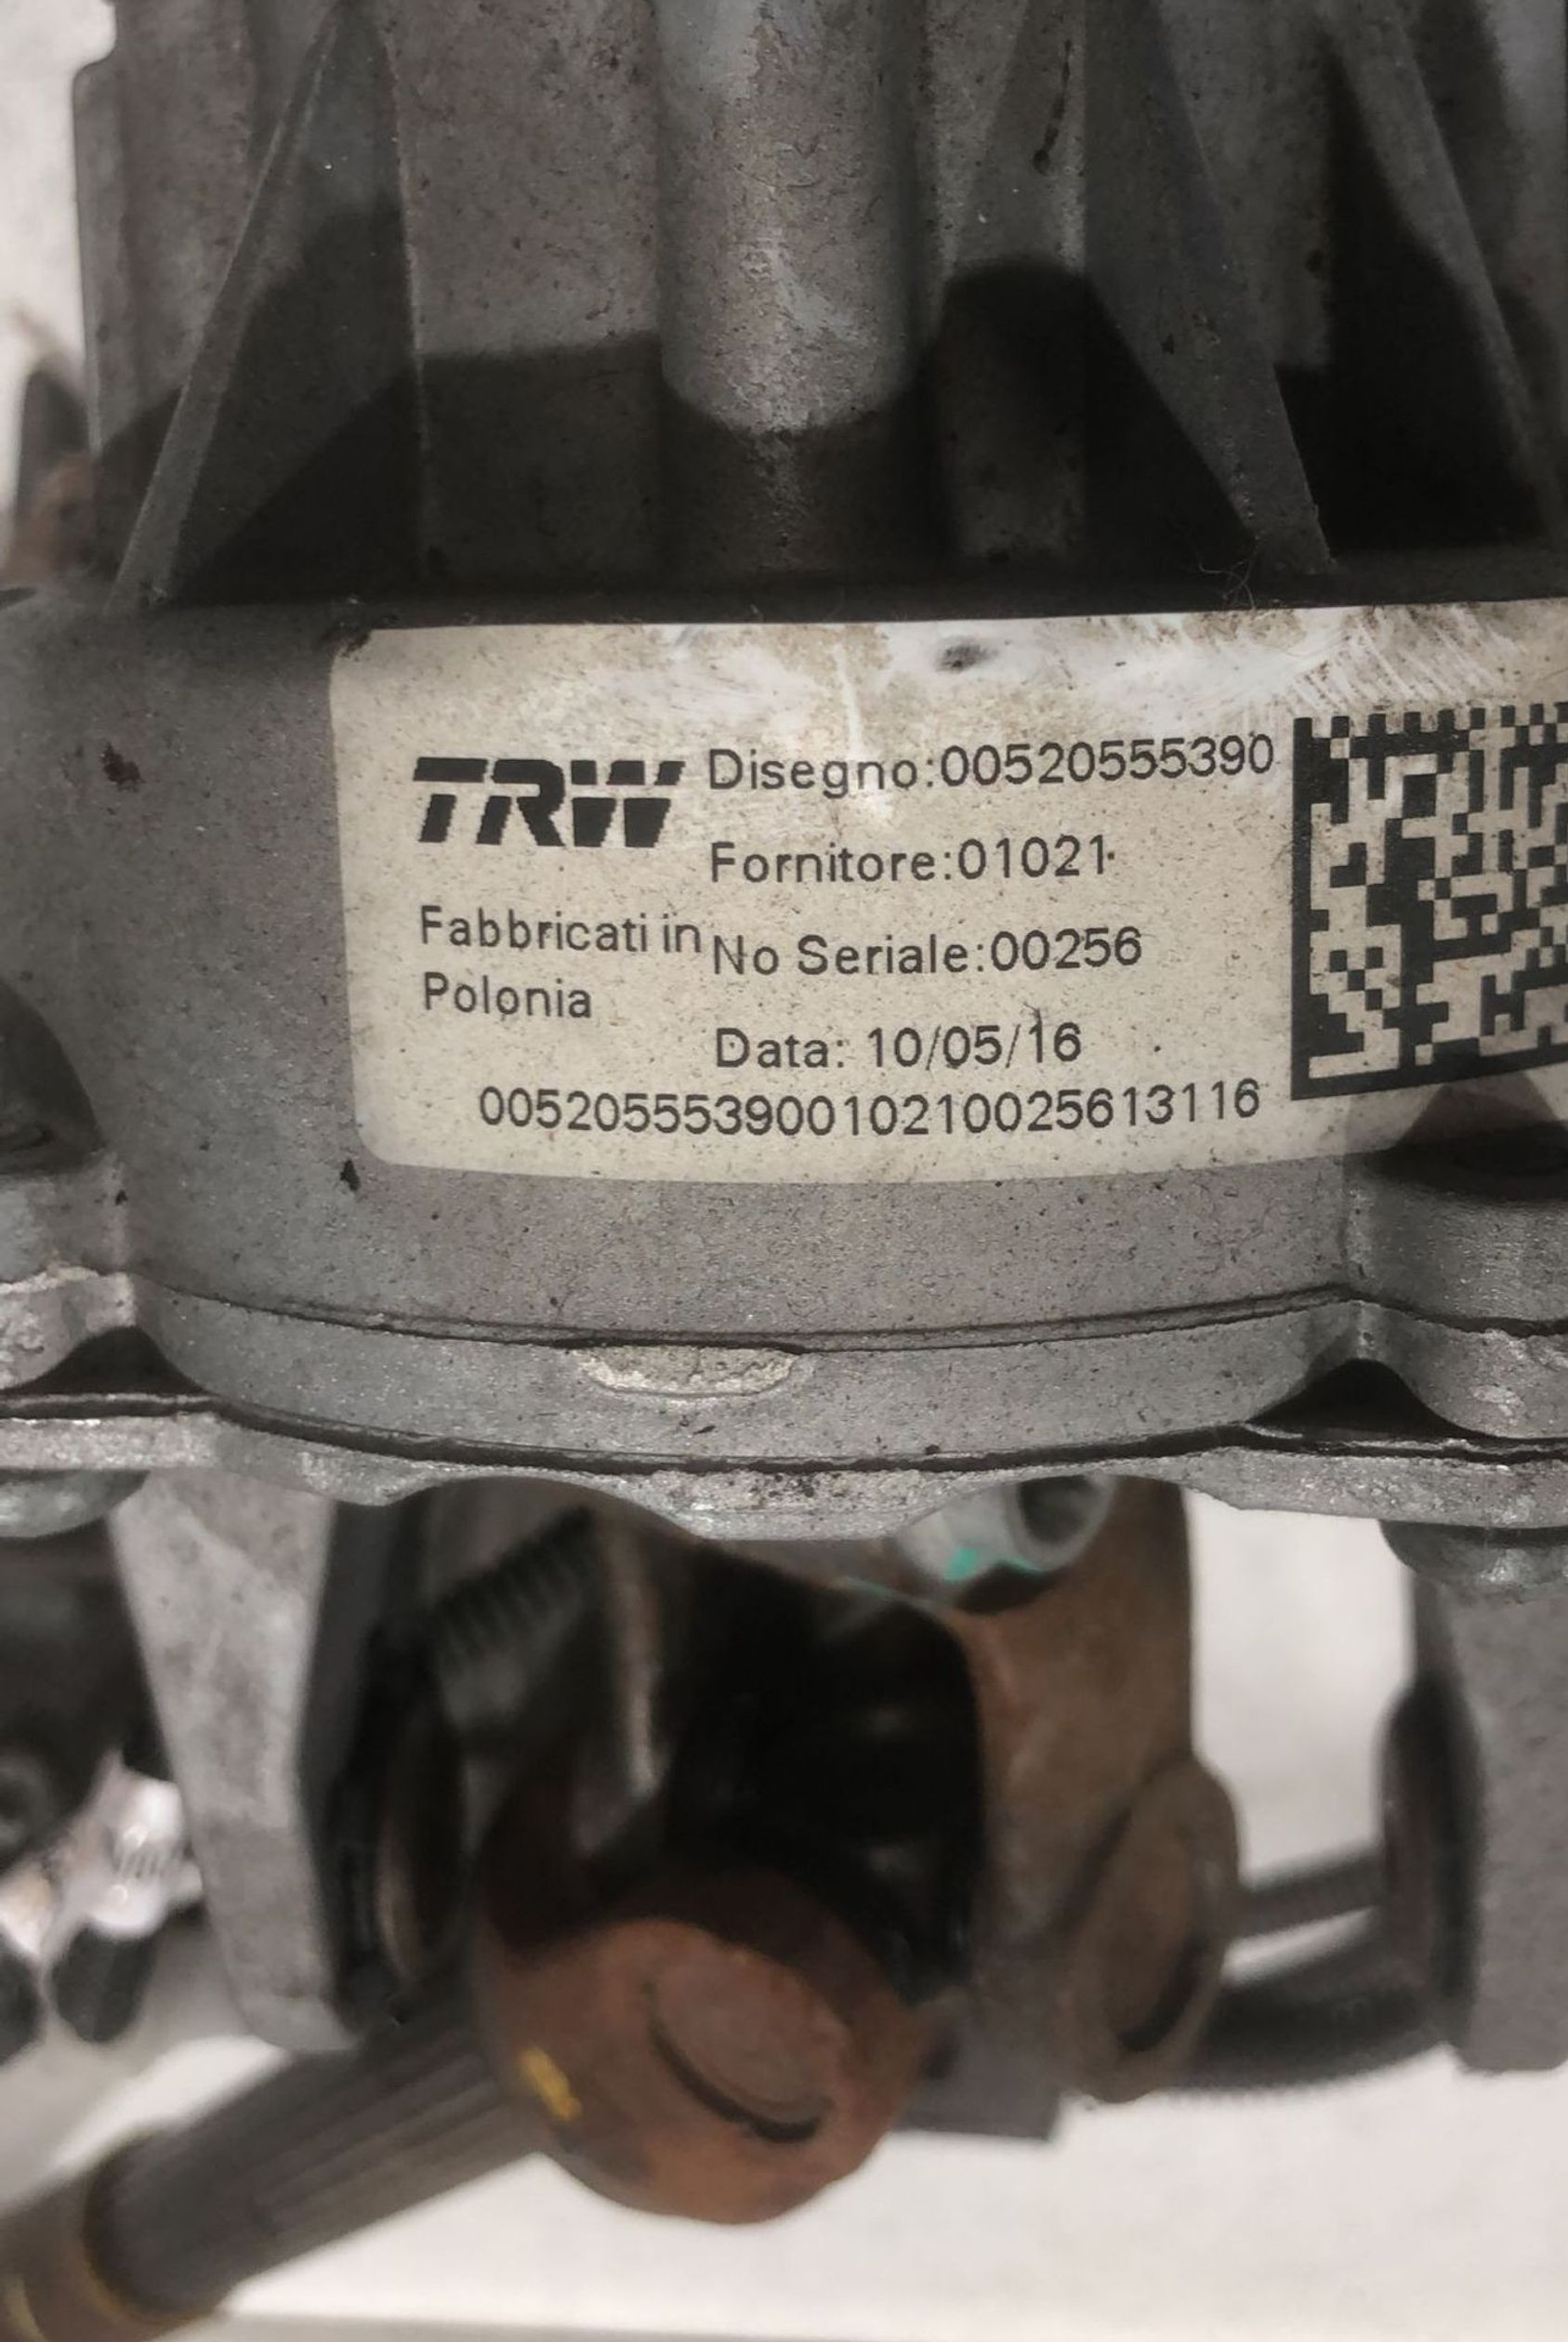 TRW
Disegno:00520555390
Fornitore:01021
Fabbricati in
Polonia
No Seriale:00256
Data: 10/05/16
00520555390010210025613116